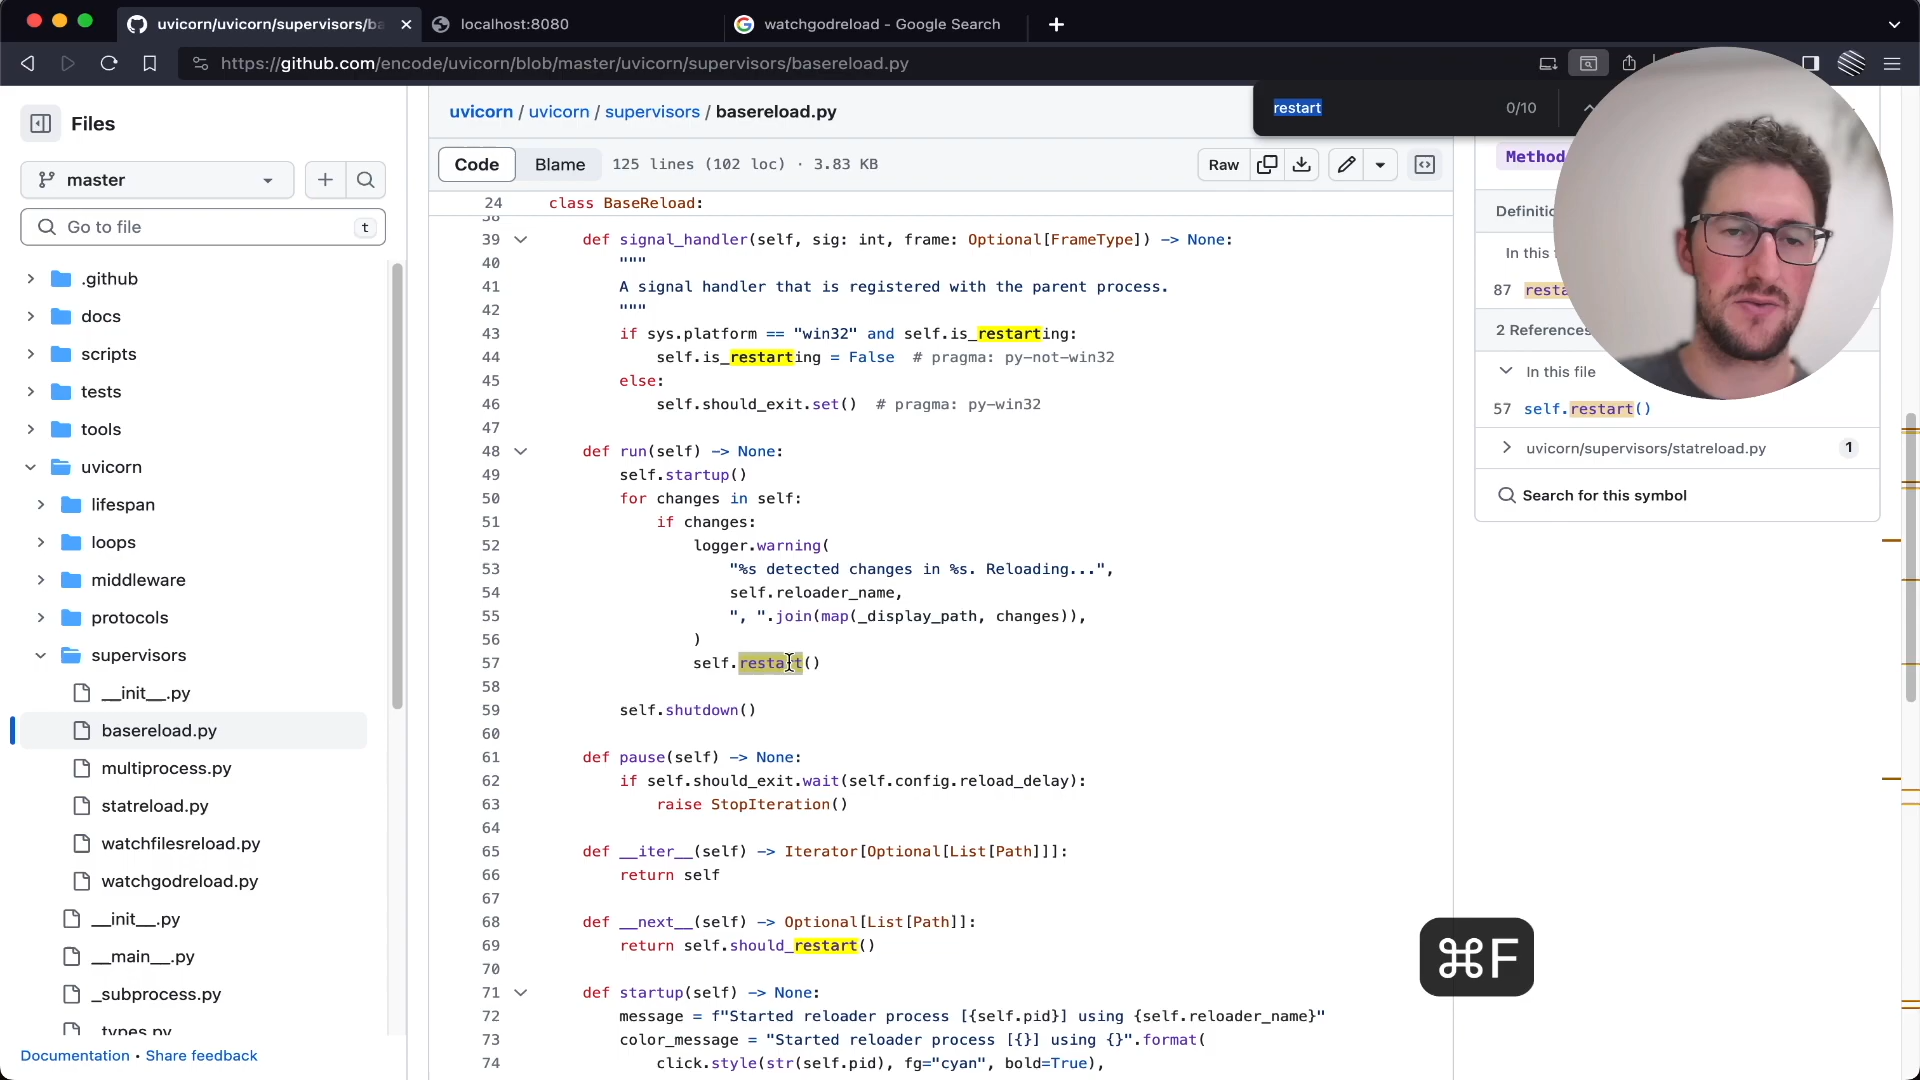 uvicorn/uvicorn/supervisors/ba
localhost:8080
watchgodreload - Google Search
https://github.com/encode/uvicorn/blob/master/uvicorn/supervisors/basereload.py
restart
0/10
Files
master
Go to file
t
.github
docs
scripts
tests
tools
uvicorn
lifespan
loops
middleware
protocols
supervisors
__init__.py
basereload.py
multiprocess.py
statreload.py
watchfilesreload.py
watchgodreload.py
__init__.py
__main__.py
_subprocess.py
_types.py
Documentation • Share feedback
uvicorn / uvicorn / supervisors / basereload.py
Code
Blame
125 lines (102 loc) · 3.83 KB
Raw
24 class BaseReload:
38
39 def signal_handler(self, sig: int, frame: Optional[FrameType]) -> None:
40 """
41 A signal handler that is registered with the parent process.
42 """
43 if sys.platform == "win32" and self.is_restarting:
44 self.is_restarting = False # pragma: py-not-win32
45 else:
46 self.should_exit.set() # pragma: py-win32
47
48 def run(self) -> None:
49 self.startup()
50 for changes in self:
51 if changes:
52 logger.warning(
53 "%s detected changes in %s. Reloading...",
54 self.reloader_name,
55 ", ".join(map(_display_path, changes)),
56 )
57 self.restart()
58
59 self.shutdown()
60
61 def pause(self) -> None:
62 if self.should_exit.wait(self.config.reload_delay):
63 raise StopIteration()
64
65 def __iter__(self) -> Iterator[Optional[List[Path]]]:
66 return self
67
68 def __next__(self) -> Optional[List[Path]]:
69 return self.should_restart()
70
71 def startup(self) -> None:
72 message = f"Started reloader process [{self.pid}] using {self.reloader_name}"
73 color_message = "Started reloader process [{}] using {}".format(
74 click.style(str(self.pid), fg="cyan", bold=True),
Method
Definitio
In this
87 resta
2 References
In this file
57 self.restart()
uvicorn/supervisors/statreload.py 1
Search for this symbol
⌘F